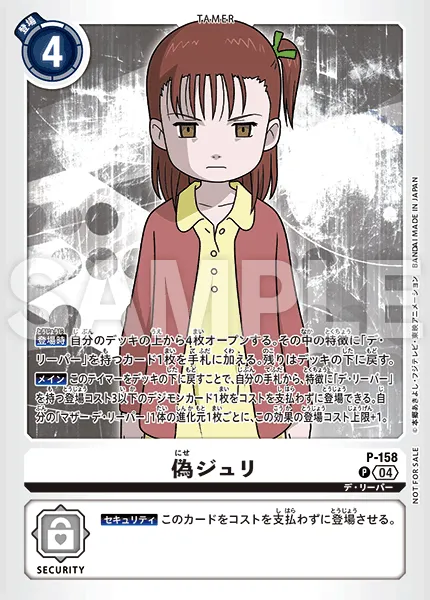 TAMER
登場
4
SAMPLE
登場時 自分のデッキの上から4枚オープンする。その中の特徴に「デ・
リーパー」を持つカード1枚を手札に加える。残りはデッキの下に戻す。
メイン このテイマーをデッキの下に戻すことで、自分の手札から、特徴に「デ・リーパー」
を持つ登場コスト3以下のデジモンカード1枚をコストを支払わずに登場できる。自
分の「マザーデ・リーパー」1体の進化元1枚ごとに、この効果の登場コスト上限+1。
にせ
偽ジュリ
P-158
P 04
デ・リーパー
セキュリティ このカードをコストを支払わずに登場させる。
SECURITY
©本郷あきよし・フジテレビ・東映アニメーション BANDAI MADE IN JAPAN
NOT FOR SALE